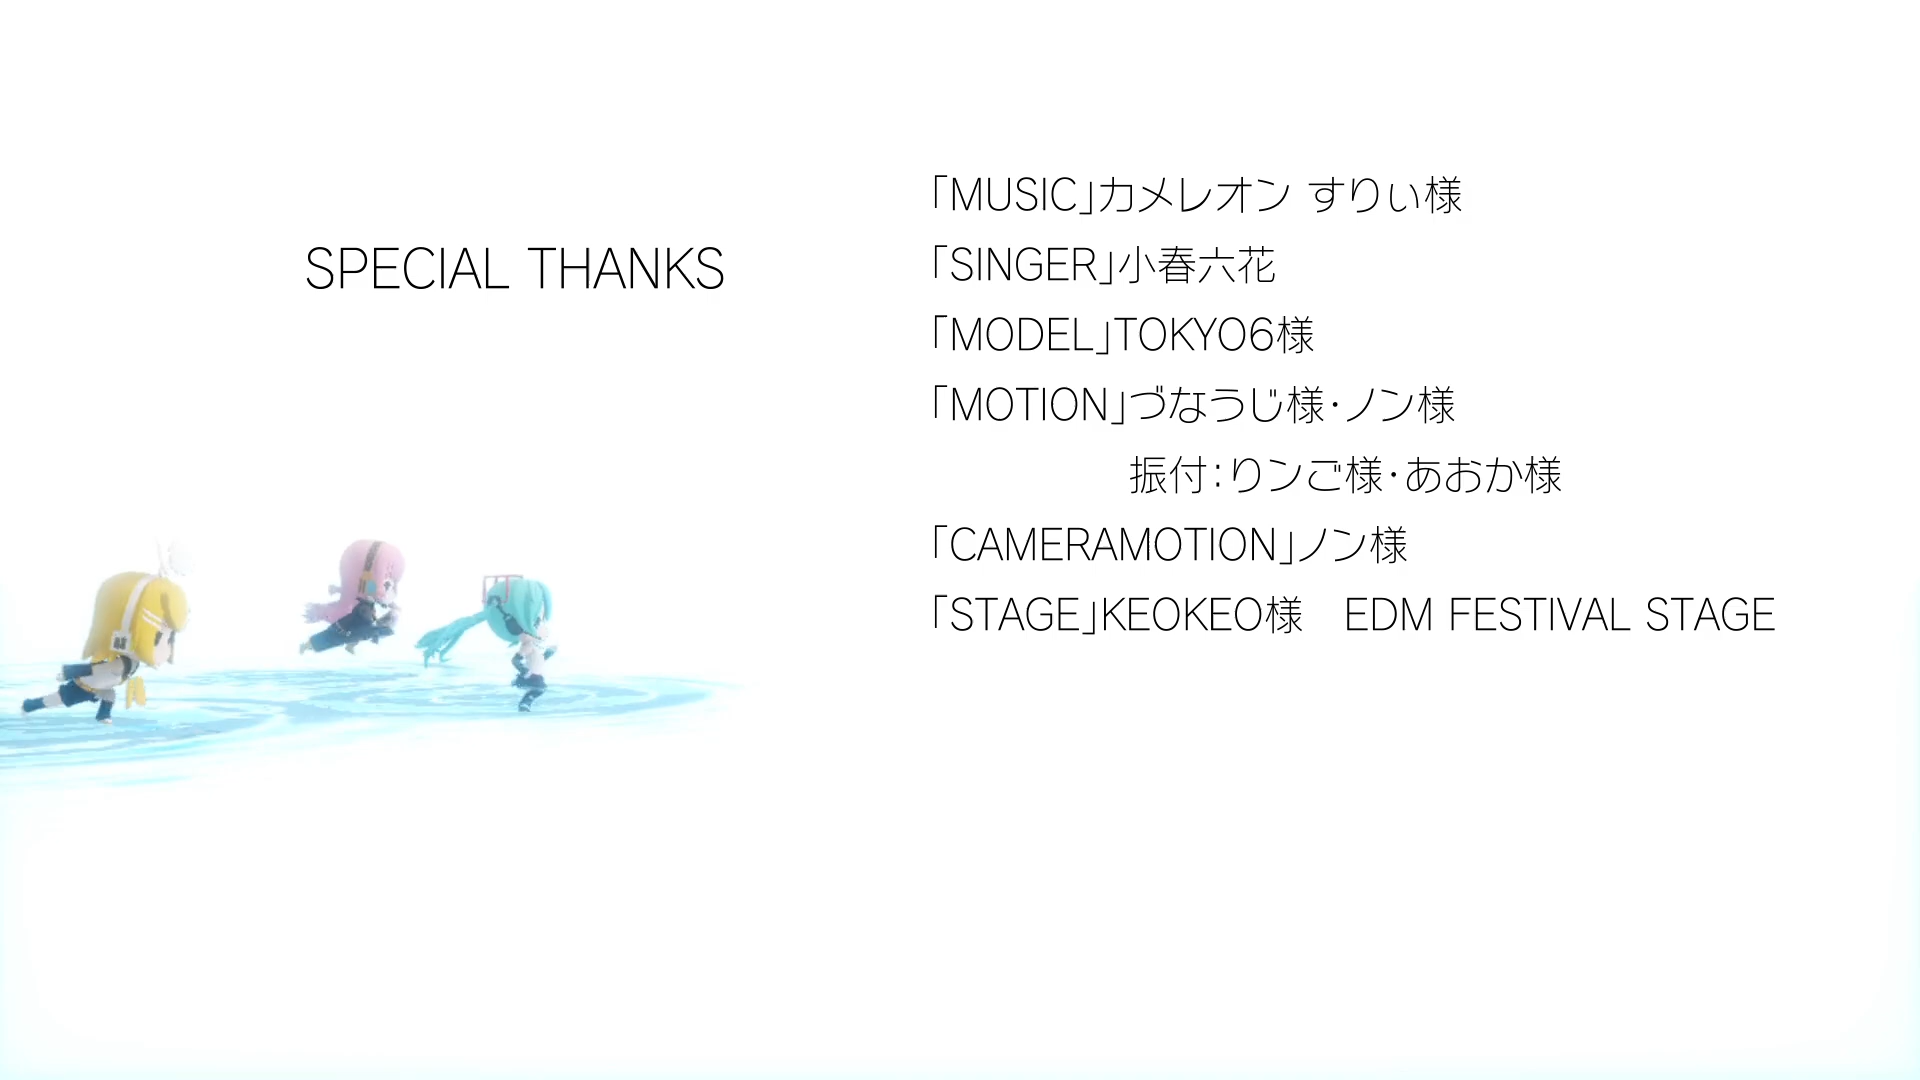 SPECIAL THANKS
「MUSIC」カメレオン すりぃ様
「SINGER」小春六花
「MODEL」TOKYO6様
「MOTION」づなうじ様・ノン様
振付：りンご様・あおか様
「CAMERAMOTION」ノン様
「STAGE」KEOKEO様　EDM FESTIVAL STAGE